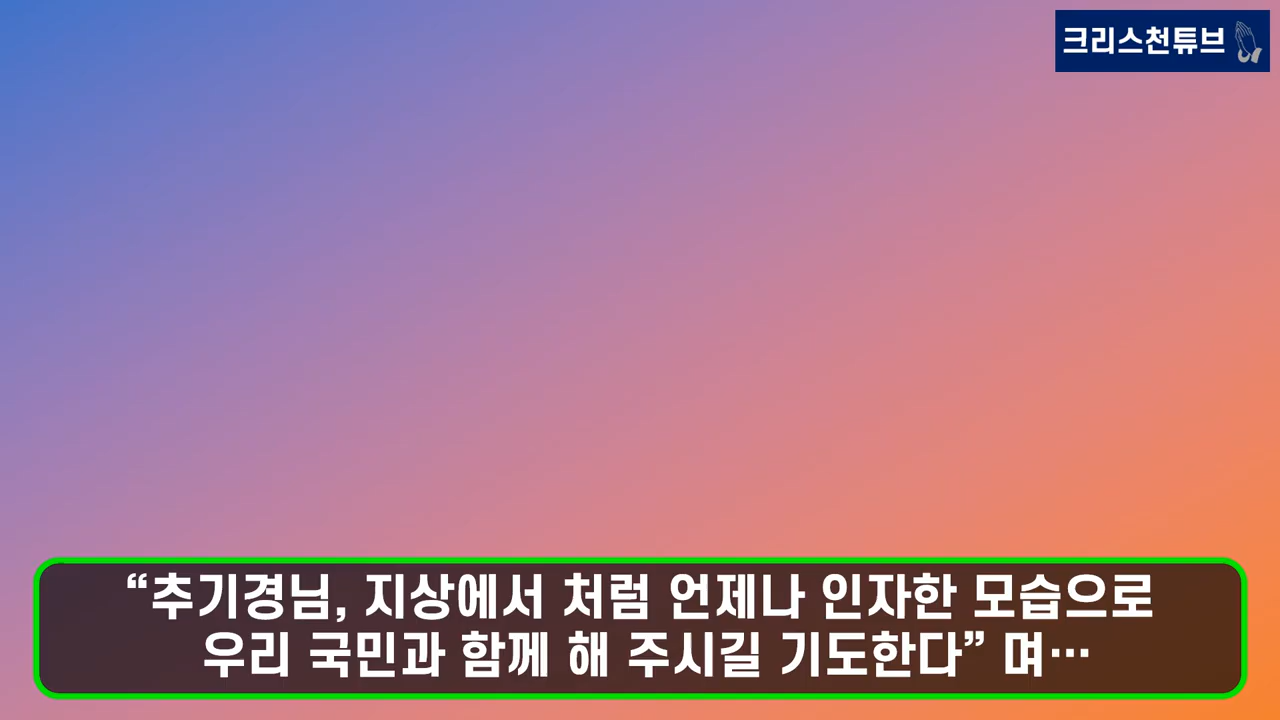 크리스천튜브
“추기경님, 지상에서 처럼 언제나 인자한 모습으로
우리 국민과 함께 해 주시길 기도한다” 며…